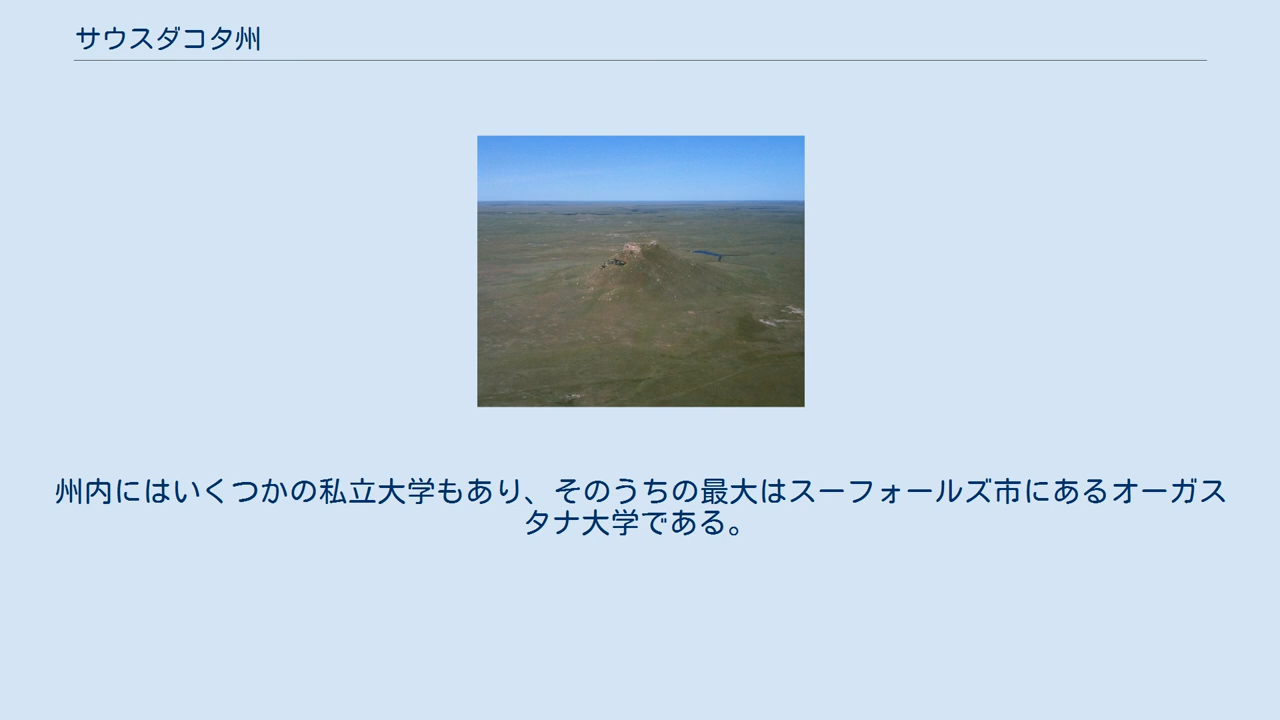 サウスダコタ州
州内にはいくつかの私立大学もあり、そのうちの最大はスーフォールズ市にあるオーガス
タナ大学である。